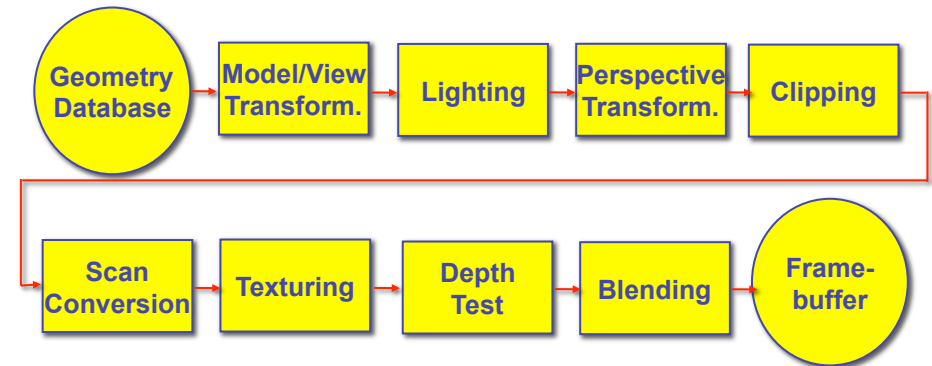 Geometry
Database
Model/View
Transform.
Lighting
Perspective
Transform.
Clipping
Scan
Conversion
Texturing
Depth
Test
Blending
Frame-
buffer